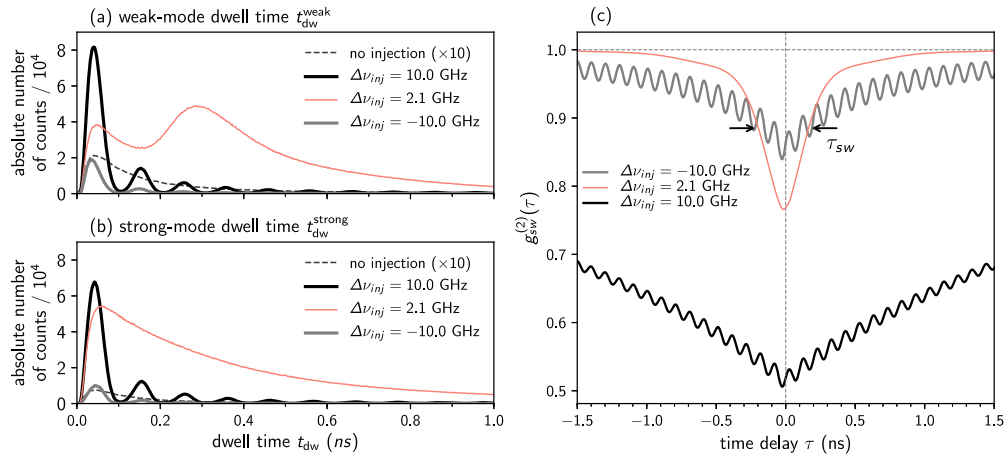 (a) weak-mode dwell time t_dw^weak
absolute number
of counts / 10^4
8
6
4
2
0
no injection (×10)
Δν_inj = 10.0 GHz
Δν_inj = 2.1 GHz
Δν_inj = −10.0 GHz
(b) strong-mode dwell time t_dw^strong
absolute number
of counts / 10^4
8
6
4
2
0
no injection (×10)
Δν_inj = 10.0 GHz
Δν_inj = 2.1 GHz
Δν_inj = −10.0 GHz
0.0 0.2 0.4 0.6 0.8 1.0
dwell time t_dw (ns)
(c)
g_sw^(2)(τ)
1.0
0.9
0.8
0.7
0.6
0.5
τ_sw
Δν_inj = −10.0 GHz
Δν_inj = 2.1 GHz
Δν_inj = 10.0 GHz
−1.5 −1.0 −0.5 0.0 0.5 1.0 1.5
time delay τ (ns)